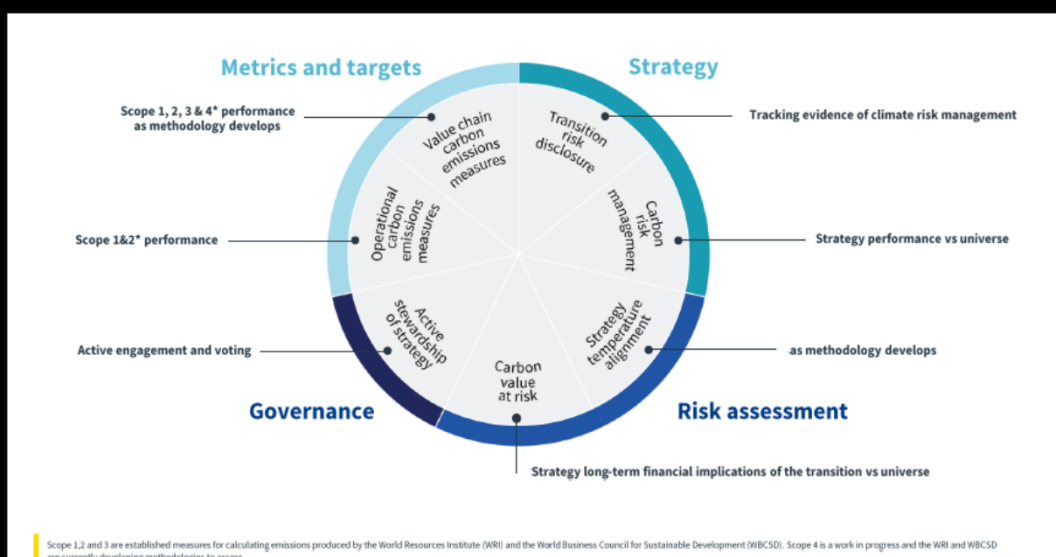 Metrics and targets
Strategy
Scope 1, 2, 3 & 4* performance
as methodology develops
Tracking evidence of climate risk management
Value chain
carbon
emissions
measures
Transition
risk
disclosure
Operational
carbon
emissions
measures
Carbon
risk
management
Scope 1&2* performance
Strategy performance vs universe
Active
stewardship
of strategy
Strategy
temperature
alignment
Active engagement and voting
as methodology develops
Carbon
value
at risk
Governance
Risk assessment
Strategy long-term financial implications of the transition vs universe
Scope 1,2 and 3 are established measures for calculating emissions produced by the World Resources Institute (WRI) and the World Business Council for Sustainable Development (WBCSD). Scope 4 is a work in progress and the WRI and WBCSD
are currently developing methodologies to